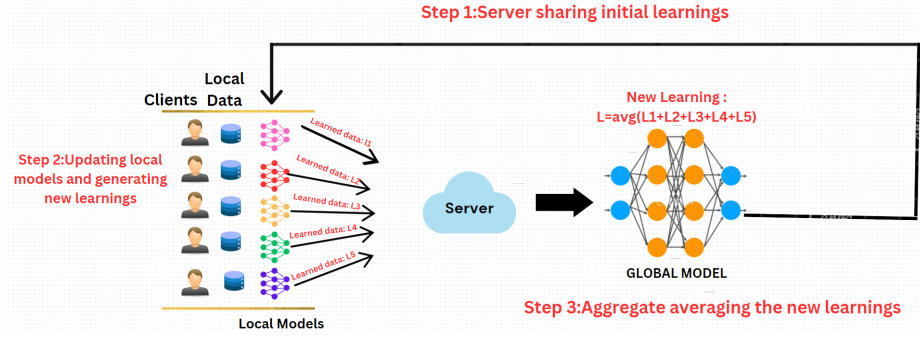 Step 1:Server sharing initial learnings
Local
Clients Data
New Learning :
L=avg(L1+L2+L3+L4+L5)
Learned data: l1
Step 2:Updating local
models and generating
new learnings
Learned data: L2
Learned data: L3
Server
Learned data: L4
Learned data: L5
GLOBAL MODEL
Step 3:Aggregate averaging the new learnings
Local Models